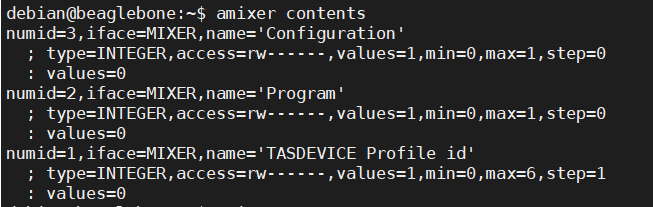 debian@beaglebone:~$ amixer contents
numid=3,iface=MIXER,name='Configuration'
  ; type=INTEGER,access=rw------,values=1,min=0,max=1,step=0
  : values=0
numid=2,iface=MIXER,name='Program'
  ; type=INTEGER,access=rw------,values=1,min=0,max=1,step=0
  : values=0
numid=1,iface=MIXER,name='TASDEVICE Profile id'
  ; type=INTEGER,access=rw------,values=1,min=0,max=6,step=1
  : values=0